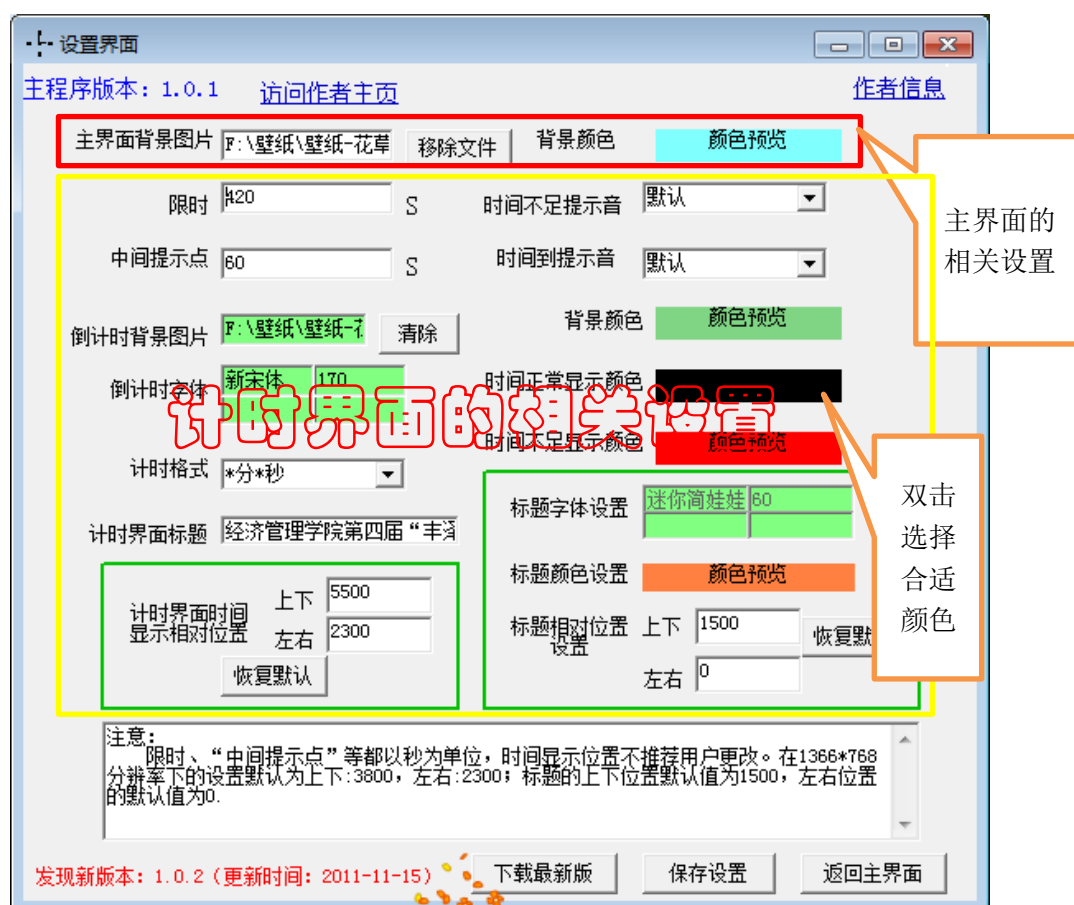 设置界面
主程序版本：1.0.1 访问作者主页 作者信息
主界面背景图片 F:\壁纸\壁纸-花草 移除文件 背景颜色 颜色预览
主界面的
相关设置
限时 420 S 时间不足提示音 默认
中间提示点 60 S 时间到提示音 默认
倒计时背景图片 F:\壁纸\壁纸-花 清除 背景颜色 颜色预览
倒计时字体 新宋体 170 时间正常显示颜色
计时界面的相关设置
时间不足显示颜色 颜色预览
双击
选择
合适
颜色
计时格式 *分*秒
标题字体设置 迷你简娃娃 60
计时界面标题 经济管理学院第四届“丰泽
标题颜色设置 颜色预览
计时界面时间
显示相对位置
上下 5500
左右 2300
恢复默认
标题相对位置
设置
上下 1500
左右 0
恢复默
注意：
限时、“中间提示点”等都以秒为单位，时间显示位置不推荐用户更改。在1366*768
分辨率下的设置默认为上下:3800，左右:2300；标题的上下位置默认值为1500，左右位置
的默认值为0.
发现新版本：1.0.2（更新时间：2011-11-15） 下载最新版 保存设置 返回主界面